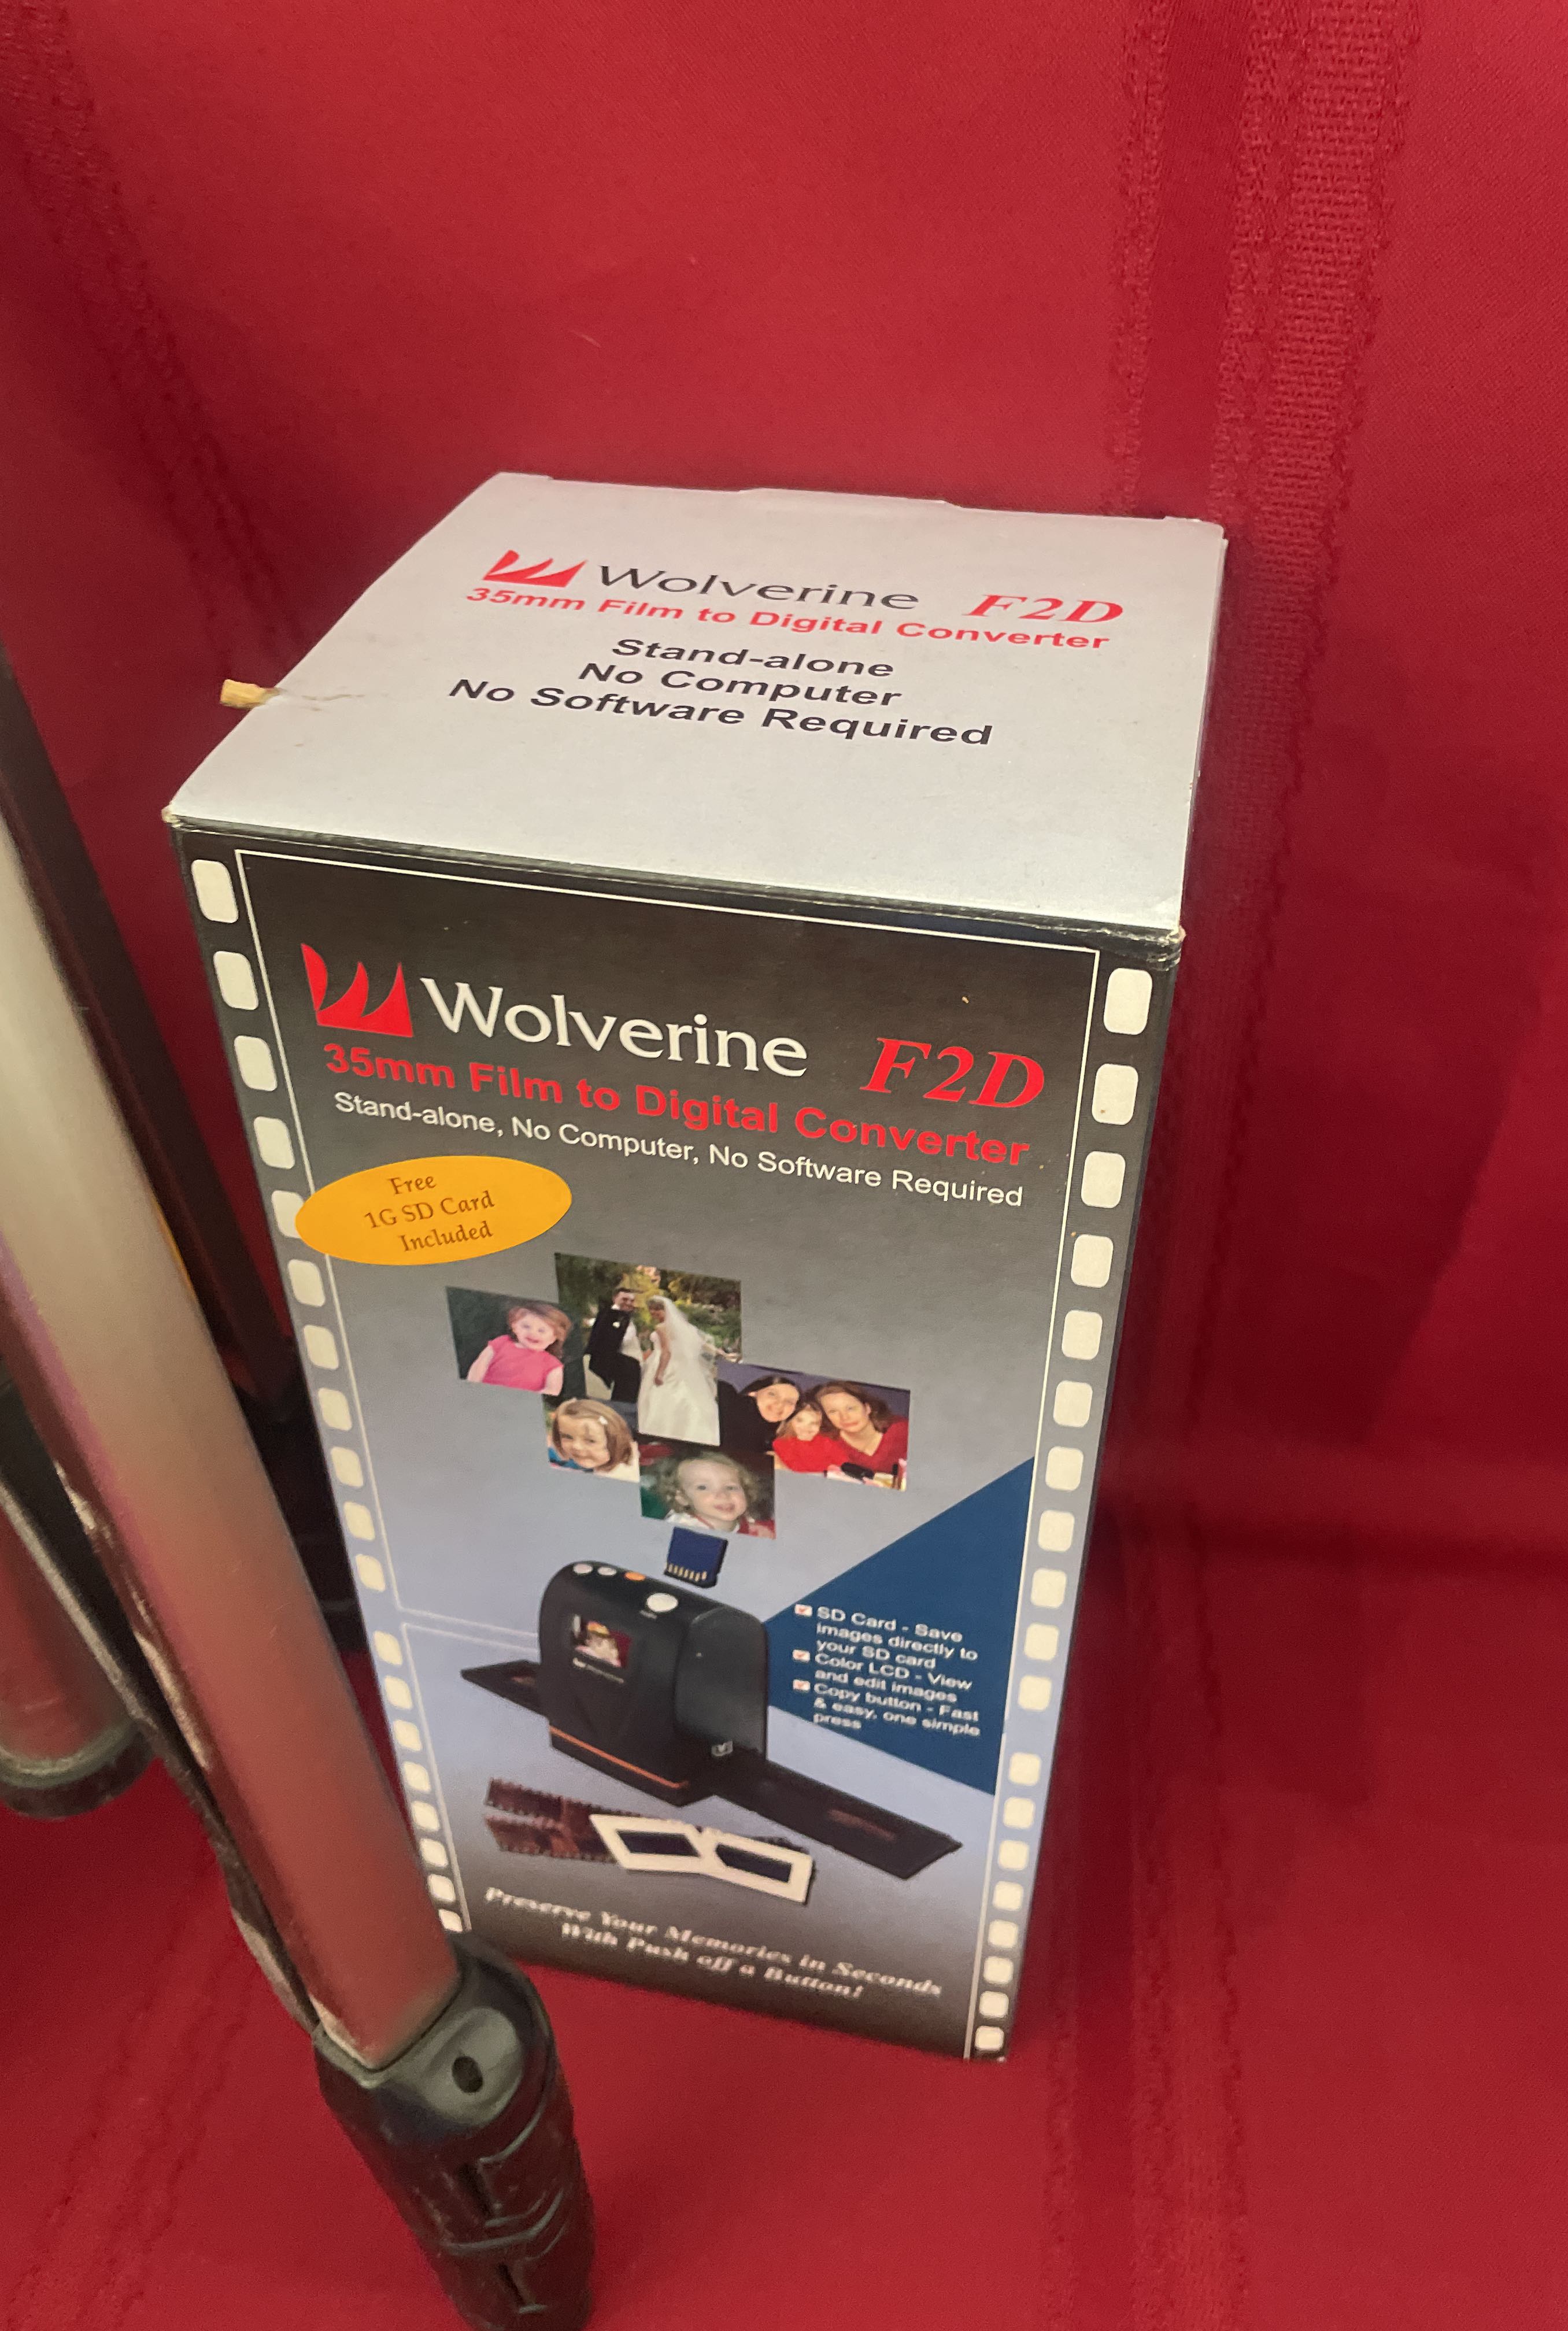 Wolverine F2D
35mm Film to Digital Converter
Stand-alone
No Computer
No Software Required
Wolverine F2D
35mm Film to Digital Converter
Stand-alone, No Computer, No Software Required
Free
1G SD Card
Included
SD Card - Save
images directly to
your SD card
Color LCD - View
and edit images
Copy button - Fast
& easy, one simple
press
Preserve Your Memories in Seconds
With Push off a Button!